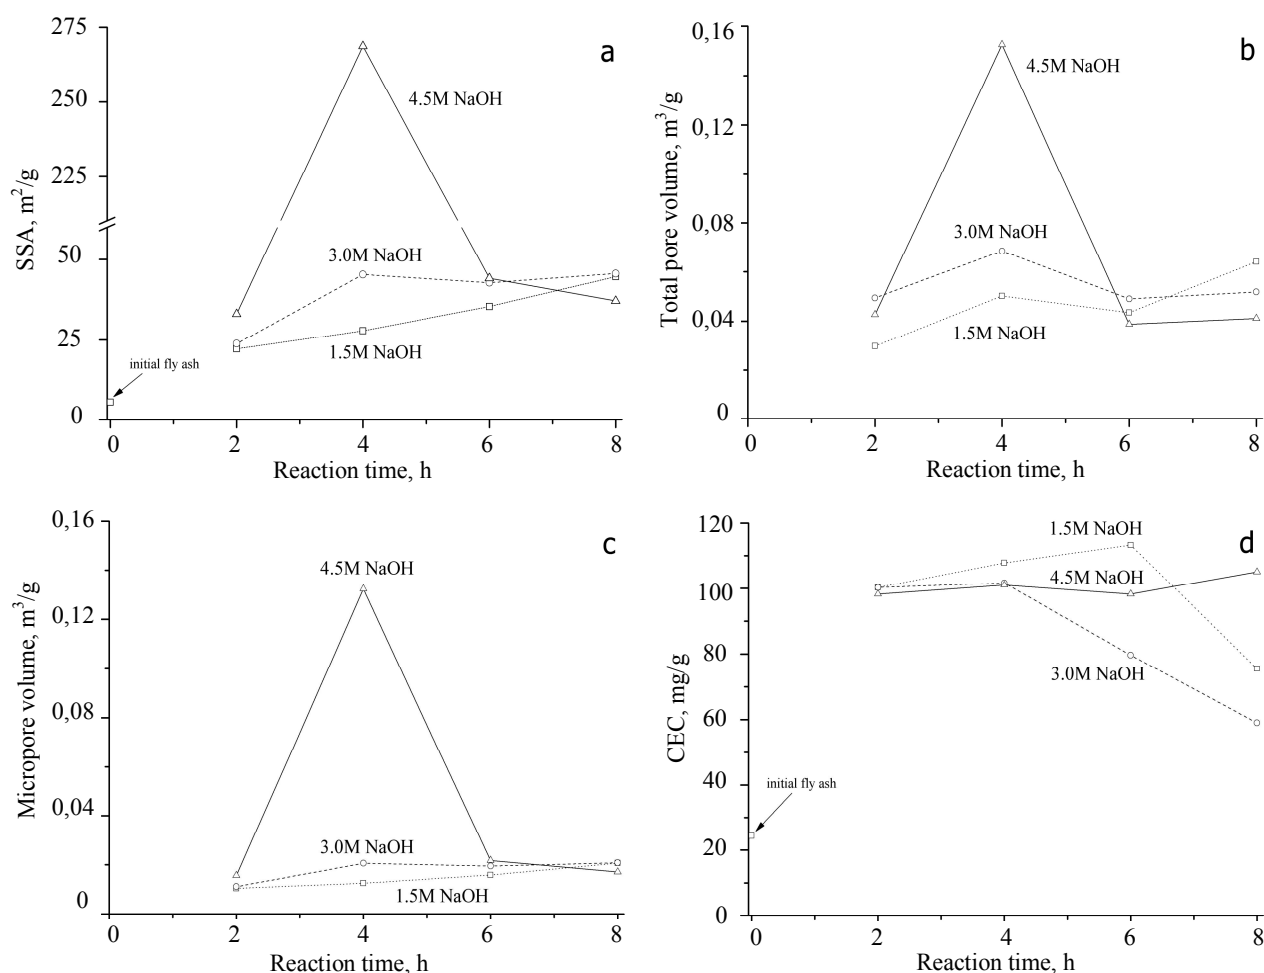 a
SSA, m²/g
275
250
225
50
25
0
4.5M NaOH
3.0M NaOH
1.5M NaOH
initial fly ash
0 2 4 6 8
Reaction time, h
b
Total pore volume, m³/g
0,16
0,12
0,08
0,04
0
4.5M NaOH
3.0M NaOH
1.5M NaOH
0 2 4 6 8
Reaction time, h
c
Micropore volume, m³/g
0,16
0,12
0,08
0,04
0
4.5M NaOH
3.0M NaOH
1.5M NaOH
0 2 4 6 8
Reaction time, h
d
CEC, mg/g
120
100
80
60
40
20
0
1.5M NaOH
4.5M NaOH
3.0M NaOH
initial fly ash
0 2 4 6 8
Reaction time, h